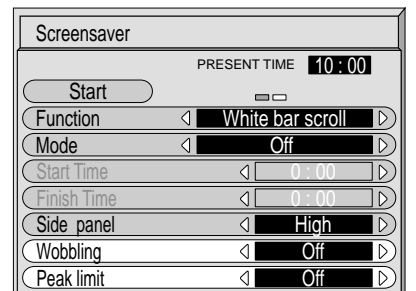 Screensaver
PRESENT TIME 10 : 00
Start
Function White bar scroll
Mode Off
Start Time 0 : 00
Finish Time 0 : 00
Side panel High
Wobbling Off
Peak limit Off